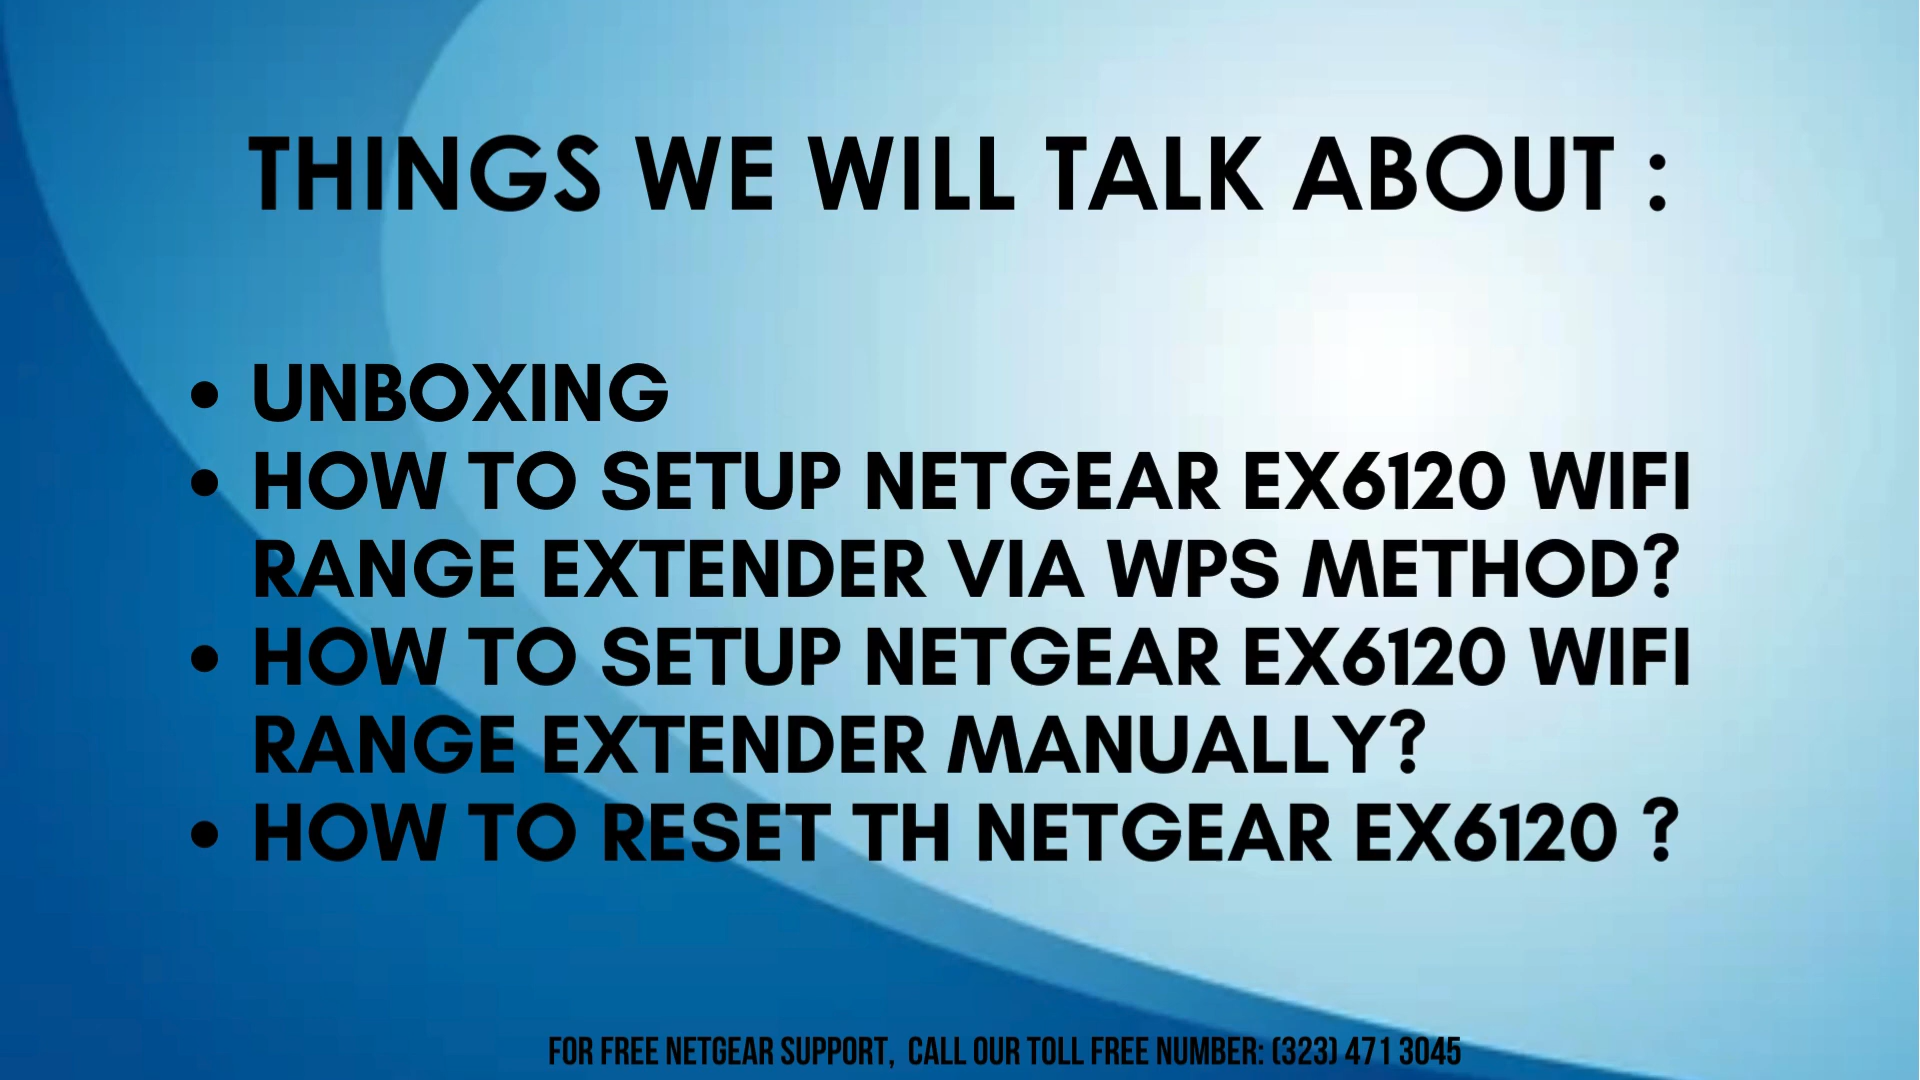 THINGS WE WILL TALK ABOUT :
• UNBOXING
• HOW TO SETUP NETGEAR EX6120 WIFI
RANGE EXTENDER VIA WPS METHOD?
• HOW TO SETUP NETGEAR EX6120 WIFI
RANGE EXTENDER MANUALLY?
• HOW TO RESET TH NETGEAR EX6120 ?
FOR FREE NETGEAR SUPPORT, CALL OUR TOLL FREE NUMBER: (323) 471 3045